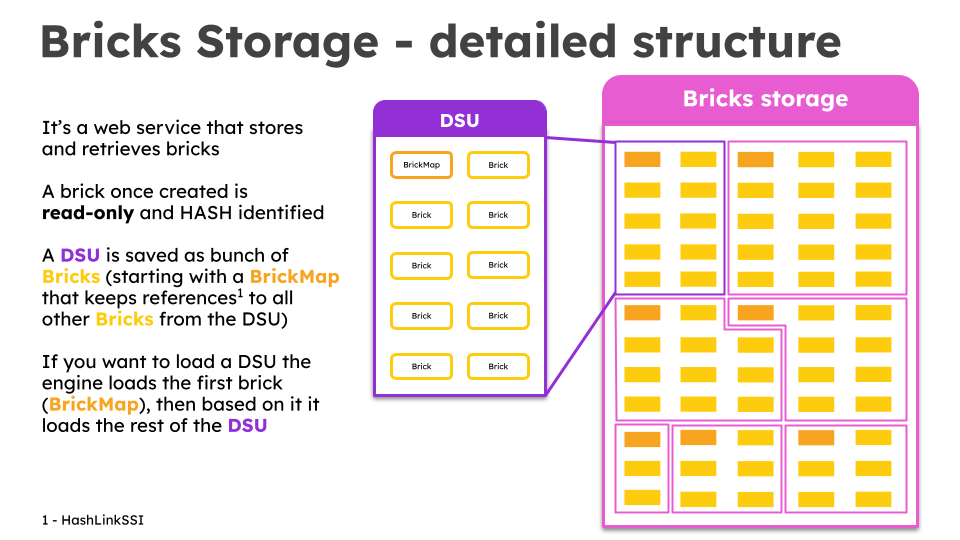 Bricks Storage - detailed structure
It's a web service that stores
and retrieves bricks
A brick once created is
read-only and HASH identified
A DSU is saved as bunch of
Bricks (starting with a BrickMap
that keeps references¹ to all
other Bricks from the DSU)
If you want to load a DSU the
engine loads the first brick
(BrickMap), then based on it it
loads the rest of the DSU
1 - HashLinkSSI
DSU
BrickMap Brick
Brick Brick
Brick Brick
Brick Brick
Brick Brick
Bricks storage